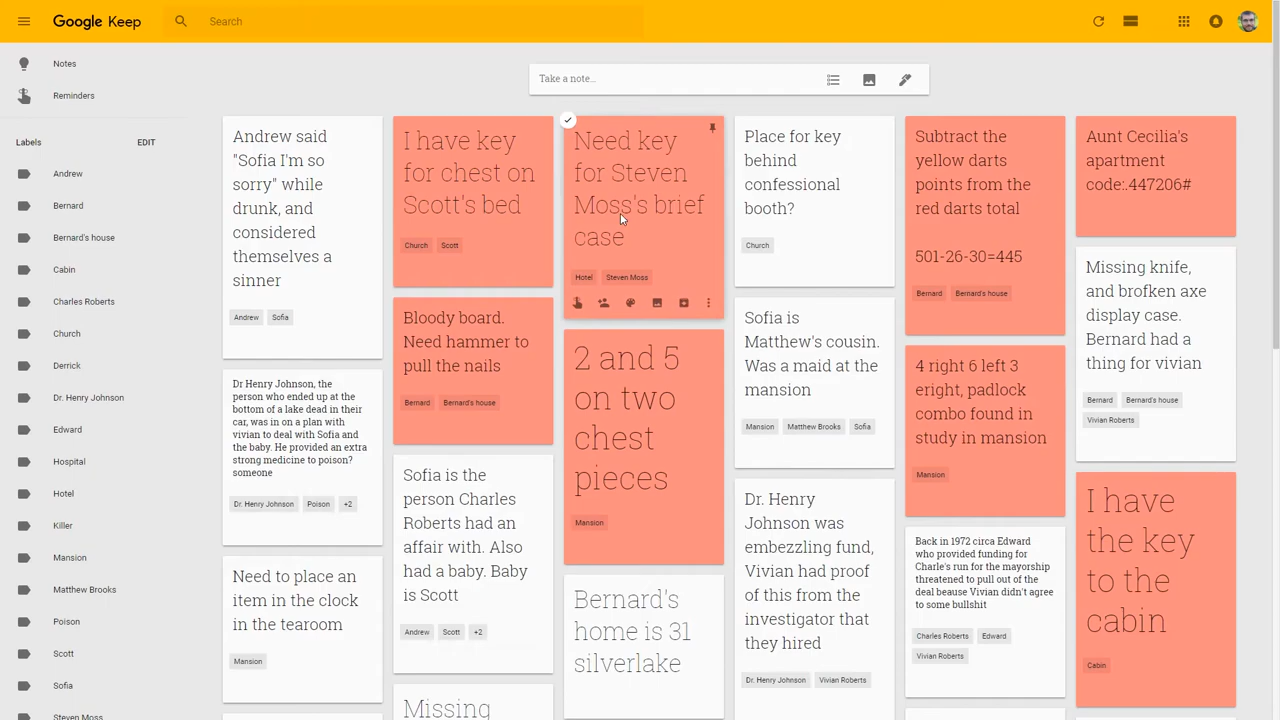 Google Keep
Search
Notes
Reminders
Labels
EDIT
Andrew
Bernard
Bernard's house
Cabin
Charles Roberts
Church
Derrick
Dr. Henry Johnson
Edward
Hospital
Hotel
Killer
Mansion
Matthew Brooks
Poison
Scott
Sofia
Steven Moss
Take a note...
Andrew said
"Sofia I'm so
sorry" while
drunk, and
considered
themselves a
sinner
Andrew
Sofia
Dr Henry Johnson, the
person who ended up at the
bottom of a lake dead in their
car, was in on a plan with
vivian to deal with Sofia and
the baby. He provided an extra
strong medicine to poison?
someone
Dr. Henry Johnson
Poison
+2
Need to place an
item in the clock
in the tearoom
Mansion
I have key
for chest on
Scott's bed
Church
Scott
Bloody board.
Need hammer to
pull the nails
Bernard
Bernard's house
Sofia is the
person Charles
Roberts had an
affair with. Also
had a baby. Baby
is Scott
Andrew
Scott
+2
Missing
Need key
for Steven
Moss's brief
case
Hotel
Steven Moss
2 and 5
on two
chest
pieces
Mansion
Bernard's
home is 31
silverlake
Place for key
behind
confessional
booth?
Church
Sofia is
Matthew's cousin.
Was a maid at the
mansion
Mansion
Matthew Brooks
Sofia
Dr. Henry
Johnson was
embezzling fund,
Vivian had proof
of this from the
investigator that
they hired
Dr. Henry Johnson
Vivian Roberts
Subtract the
yellow darts
points from the
red darts total
501-26-30=445
Bernard
Bernard's house
4 right 6 left 3
eright, padlock
combo found in
study in mansion
Mansion
Back in 1972 circa Edward
who provided funding for
Charle's run for the mayorship
threatened to pull out of the
deal beause Vivian didn't agree
to some bullshit
Charles Roberts
Edward
Vivian Roberts
Aunt Cecilia's
apartment
code:.447206#
Missing knife,
and brofken axe
display case.
Bernard had a
thing for vivian
Bernard
Bernard's house
Vivian Roberts
I have
the key
to the
cabin
Cabin